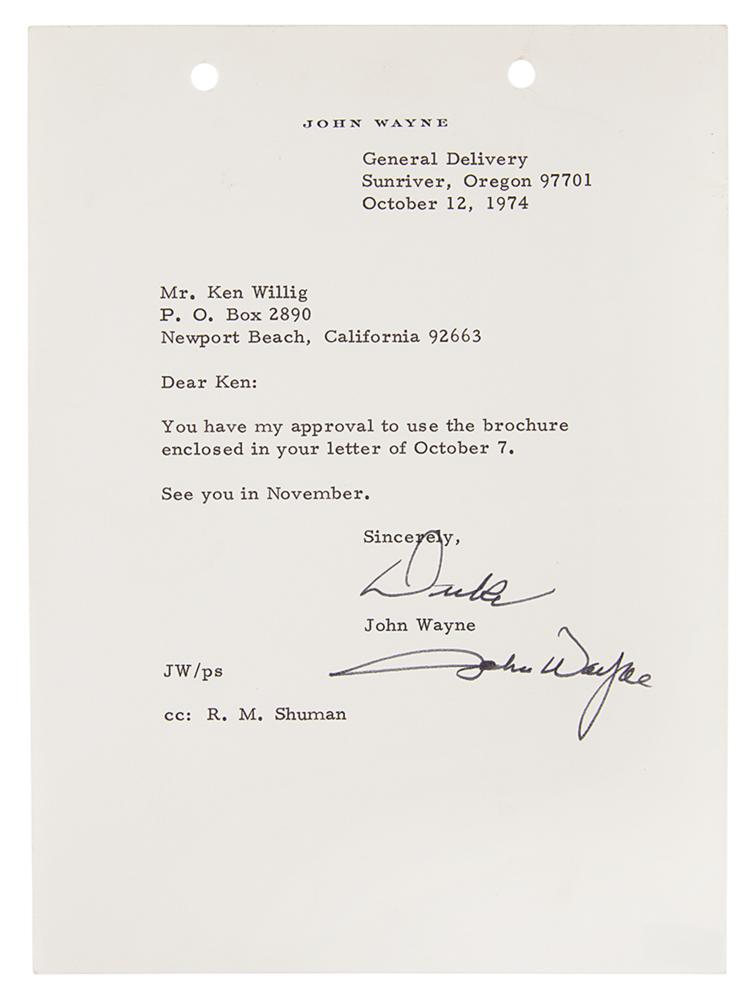 JOHN WAYNE
General Delivery
Sunriver, Oregon 97701
October 12, 1974
Mr. Ken Willig
P. O. Box 2890
Newport Beach, California 92663
Dear Ken:
You have my approval to use the brochure
enclosed in your letter of October 7.
See you in November.
Sincerely,
Duke
John Wayne
John Wayne
JW/ps
cc: R. M. Shuman